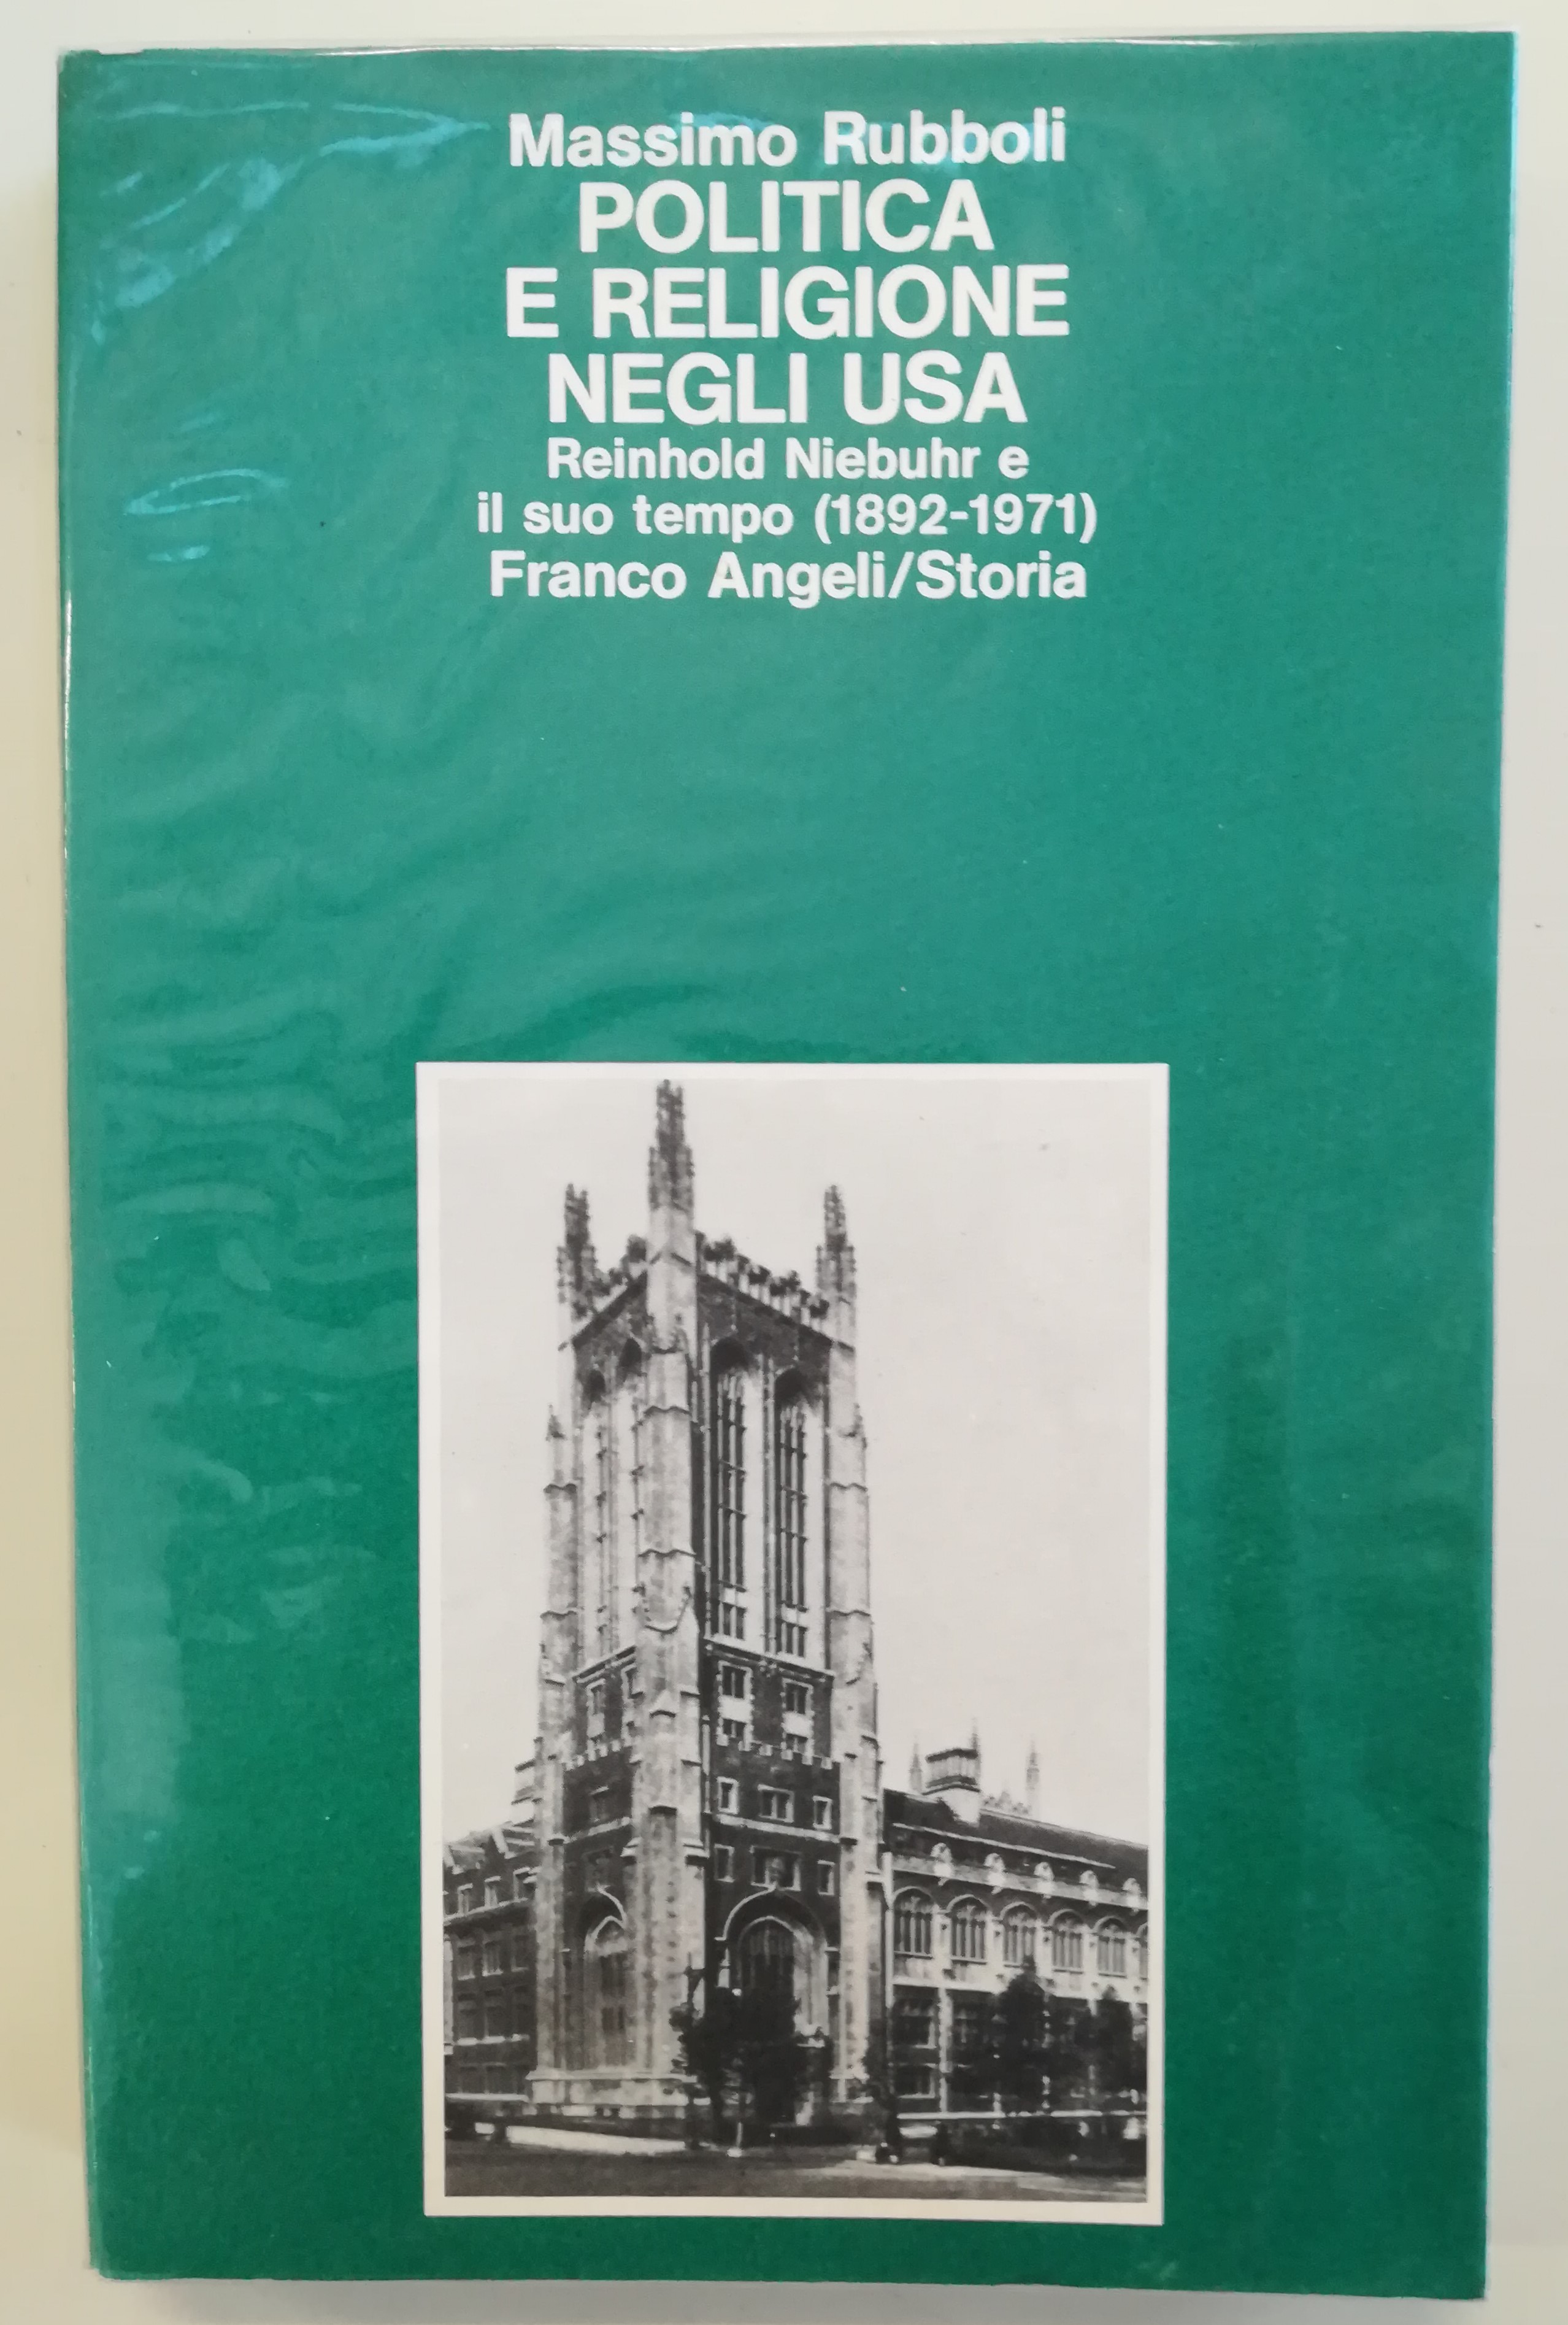 Massimo Rubboli
POLITICA
E RELIGIONE
NEGLI USA
Reinhold Niebuhr e
il suo tempo (1892-1971)
Franco Angeli/Storia